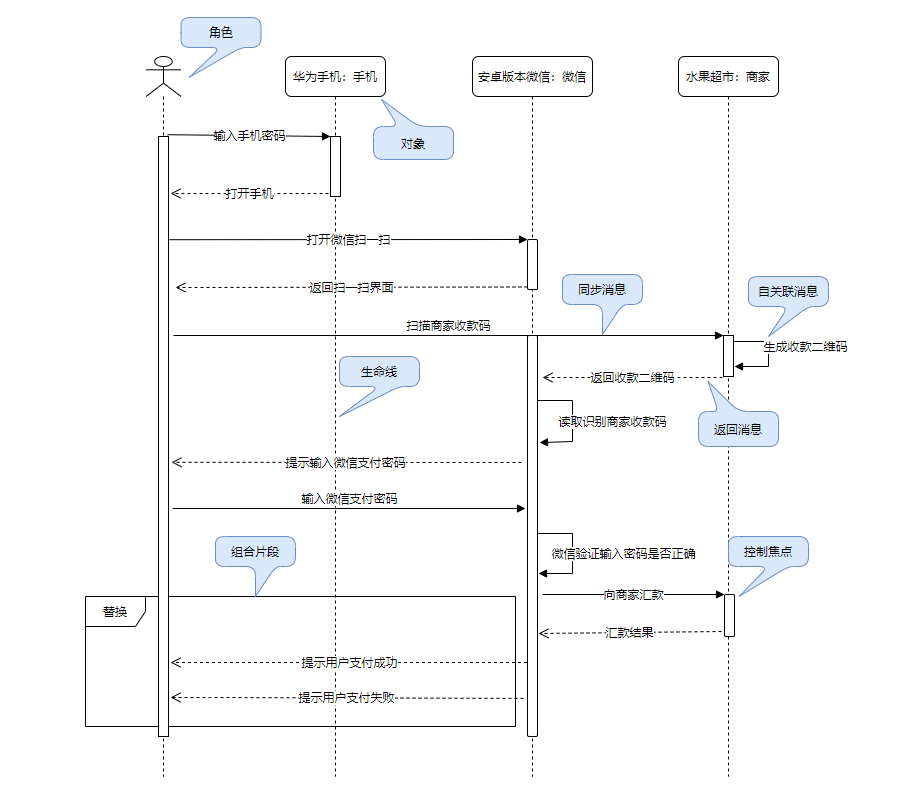 角色
华为手机：手机
安卓版本微信：微信
水果超市：商家
输入手机密码
对象
打开手机
打开微信扫一扫
返回扫一扫界面
同步消息
自关联消息
扫描商家收款码
生成收款二维码
生命线
返回收款二维码
读取识别商家收款码
返回消息
提示输入微信支付密码
输入微信支付密码
组合片段
微信验证输入密码是否正确
控制焦点
向商家汇款
替换
汇款结果
提示用户支付成功
提示用户支付失败